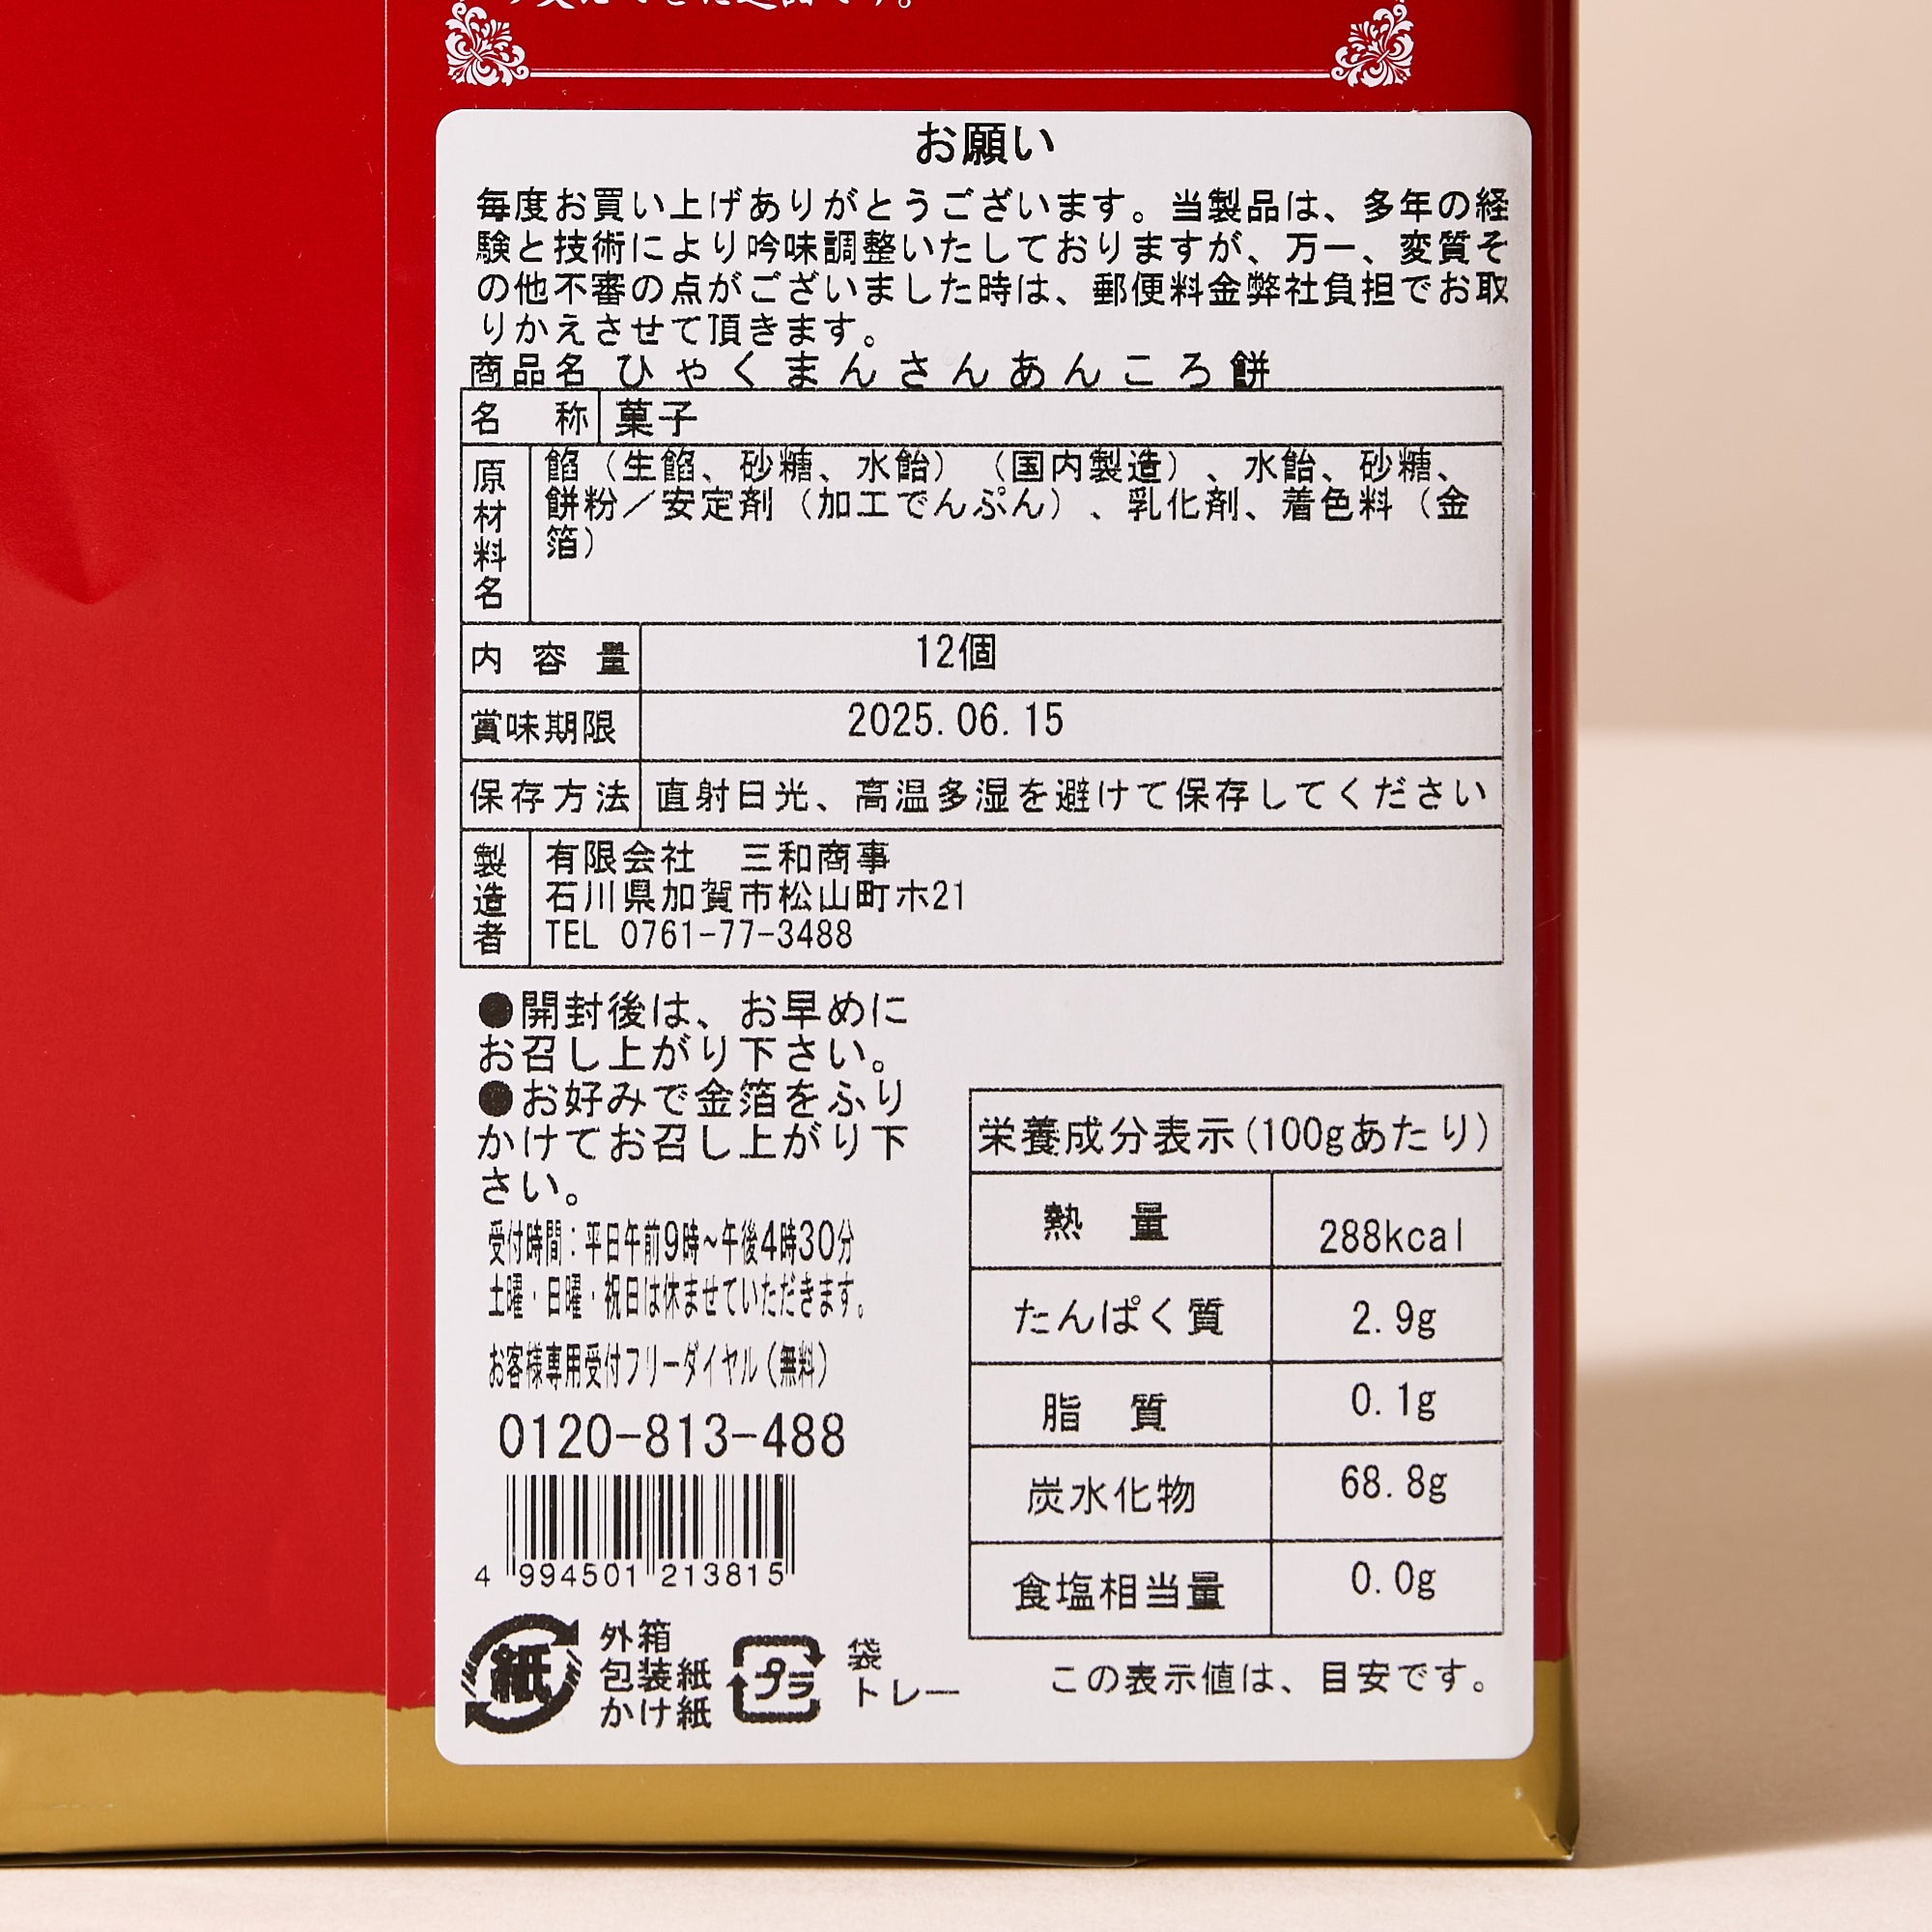 お願い
毎度お買い上げありがとうございます。当製品は、多年の経
験と技術により吟味調整いたしておりますが、万一、変質そ
の他不審の点がございました時は、郵便料金弊社負担でお取
りかえさせて頂きます。
商品名 ひゃくまんさんあんころ餅
名 称 菓子
原材料名 餡（生餡、砂糖、水飴）（国内製造）、水飴、砂糖、
餅粉／安定剤（加工でんぷん）、乳化剤、着色料（金
箔）
内容量 12個
賞味期限 2025.06.15
保存方法 直射日光、高温多湿を避けて保存してください
製造者 有限会社 三和商事
石川県加賀市松山町ホ21
TEL 0761-77-3488
●開封後は、お早めに
お召し上がり下さい。
●お好みで金箔をふり
かけてお召し上がり下
さい。
受付時間：平日午前9時~午後4時30分
土曜・日曜・祝日は休ませていただきます。
お客様専用受付フリーダイヤル（無料）
0120-813-488
4 994501 213815
紙 外箱
包装紙
かけ紙
プラ 袋
トレー
栄養成分表示(100gあたり)
熱 量 288kcal
たんぱく質 2.9g
脂 質 0.1g
炭水化物 68.8g
食塩相当量 0.0g
この表示値は、目安です。